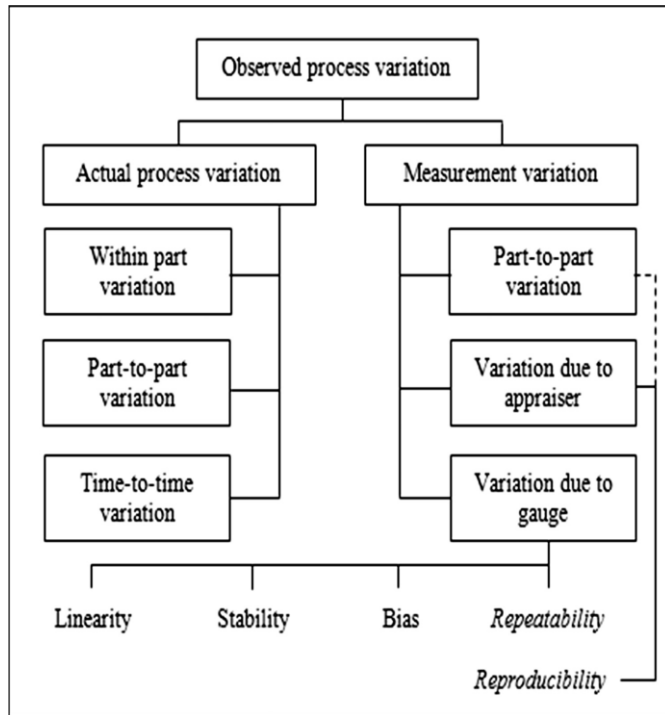 Observed process variation
Actual process variation
Measurement variation
Within part
variation
Part-to-part
variation
Part-to-part
variation
Variation due to
appraiser
Time-to-time
variation
Variation due to
gauge
Linearity
Stability
Bias
Repeatability
Reproducibility